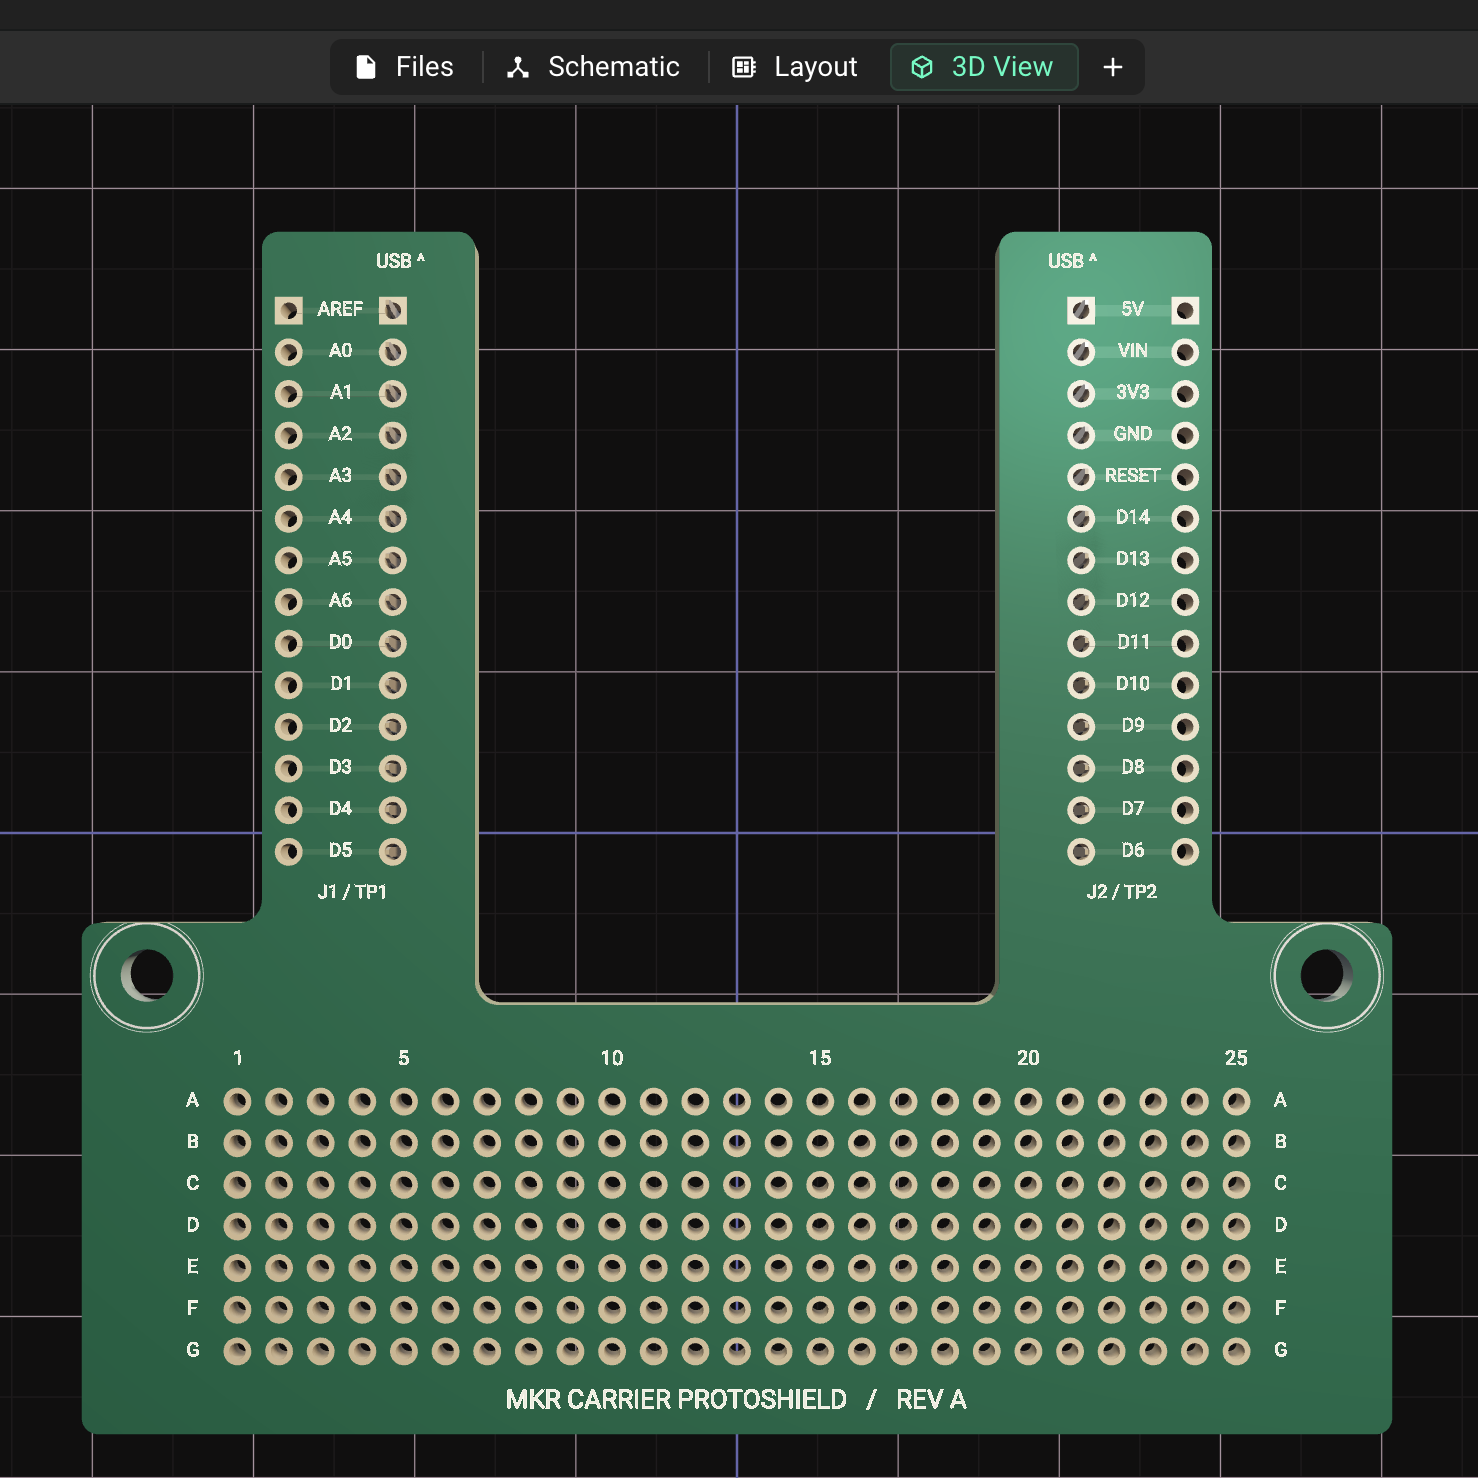 Files Schematic Layout 3D View +
USB ^ USB ^
AREF 5V
A0 VIN
A1 3V3
A2 GND
A3 RESET
A4 D14
A5 D13
A6 D12
D0 D11
D1 D10
D2 D9
D3 D8
D4 D7
D5 D6
J1 / TP1 J2 / TP2
1 5 10 15 20 25
A A
B B
C C
D D
E E
F F
G G
MKR CARRIER PROTOSHIELD / REV A